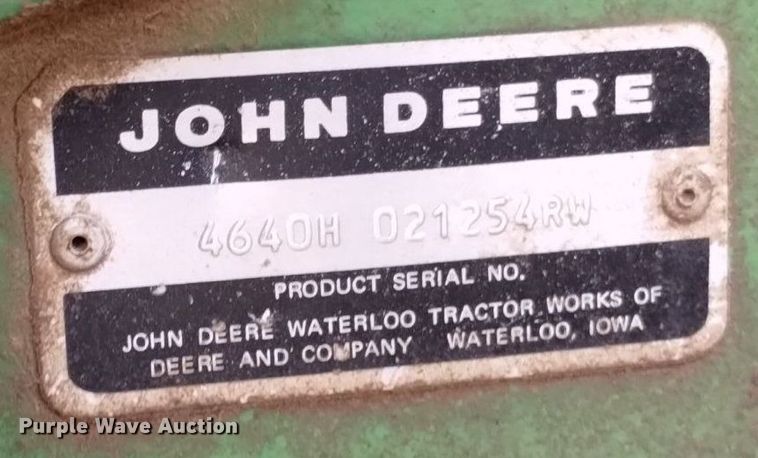 JOHN DEERE
4640H 021254RW
PRODUCT SERIAL NO.
JOHN DEERE WATERLOO TRACTOR WORKS OF
DEERE AND COMPANY WATERLOO, IOWA
Purple Wave Auction